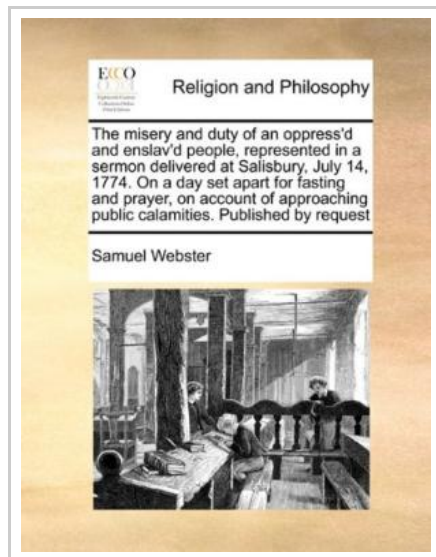 ECCO
Religion and Philosophy
The misery and duty of an oppress'd
and enslav'd people, represented in a
sermon delivered at Salisbury, July 14,
1774. On a day set apart for fasting
and prayer, on account of approaching
public calamities. Published by request
Samuel Webster